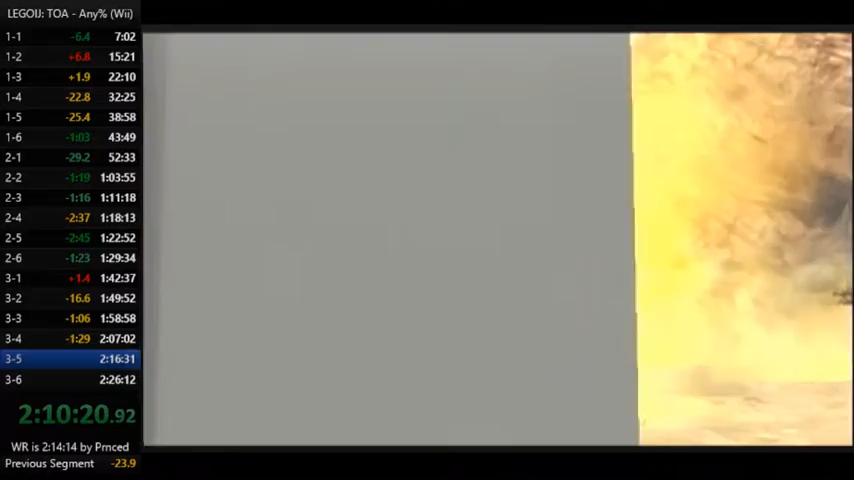 LEGOIJ: TOA - Any% (Wii)
1-1 -6.4 7:02
1-2 +6.8 15:21
1-3 +1.9 22:10
1-4 -22.8 32:25
1-5 -25.4 38:58
1-6 -1:03 43:49
2-1 -29.2 52:33
2-2 -1:19 1:03:55
2-3 -1:16 1:11:18
2-4 -2:37 1:18:13
2-5 -2:45 1:22:52
2-6 -1:23 1:29:34
3-1 +1.4 1:42:37
3-2 -16.6 1:49:52
3-3 -1:06 1:58:58
3-4 -1:29 2:07:02
3-5 2:16:31
3-6 2:26:12
2:10:20.92
WR is 2:14:14 by Prnced
Previous Segment -23.9